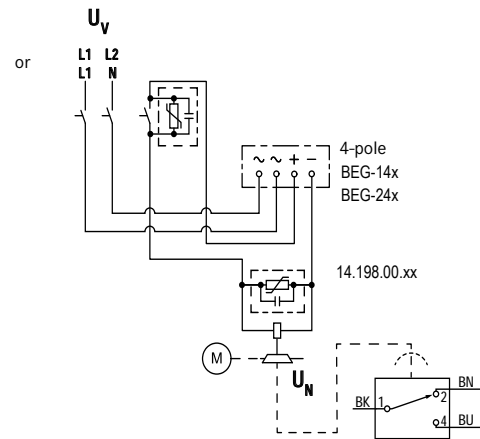 U_V
or
L1 L2
L1 N
4-pole
∼ ∼ + −
BEG-14x
BEG-24x
14.198.00.xx
M
U_N
BN
BK 1 2
4 BU